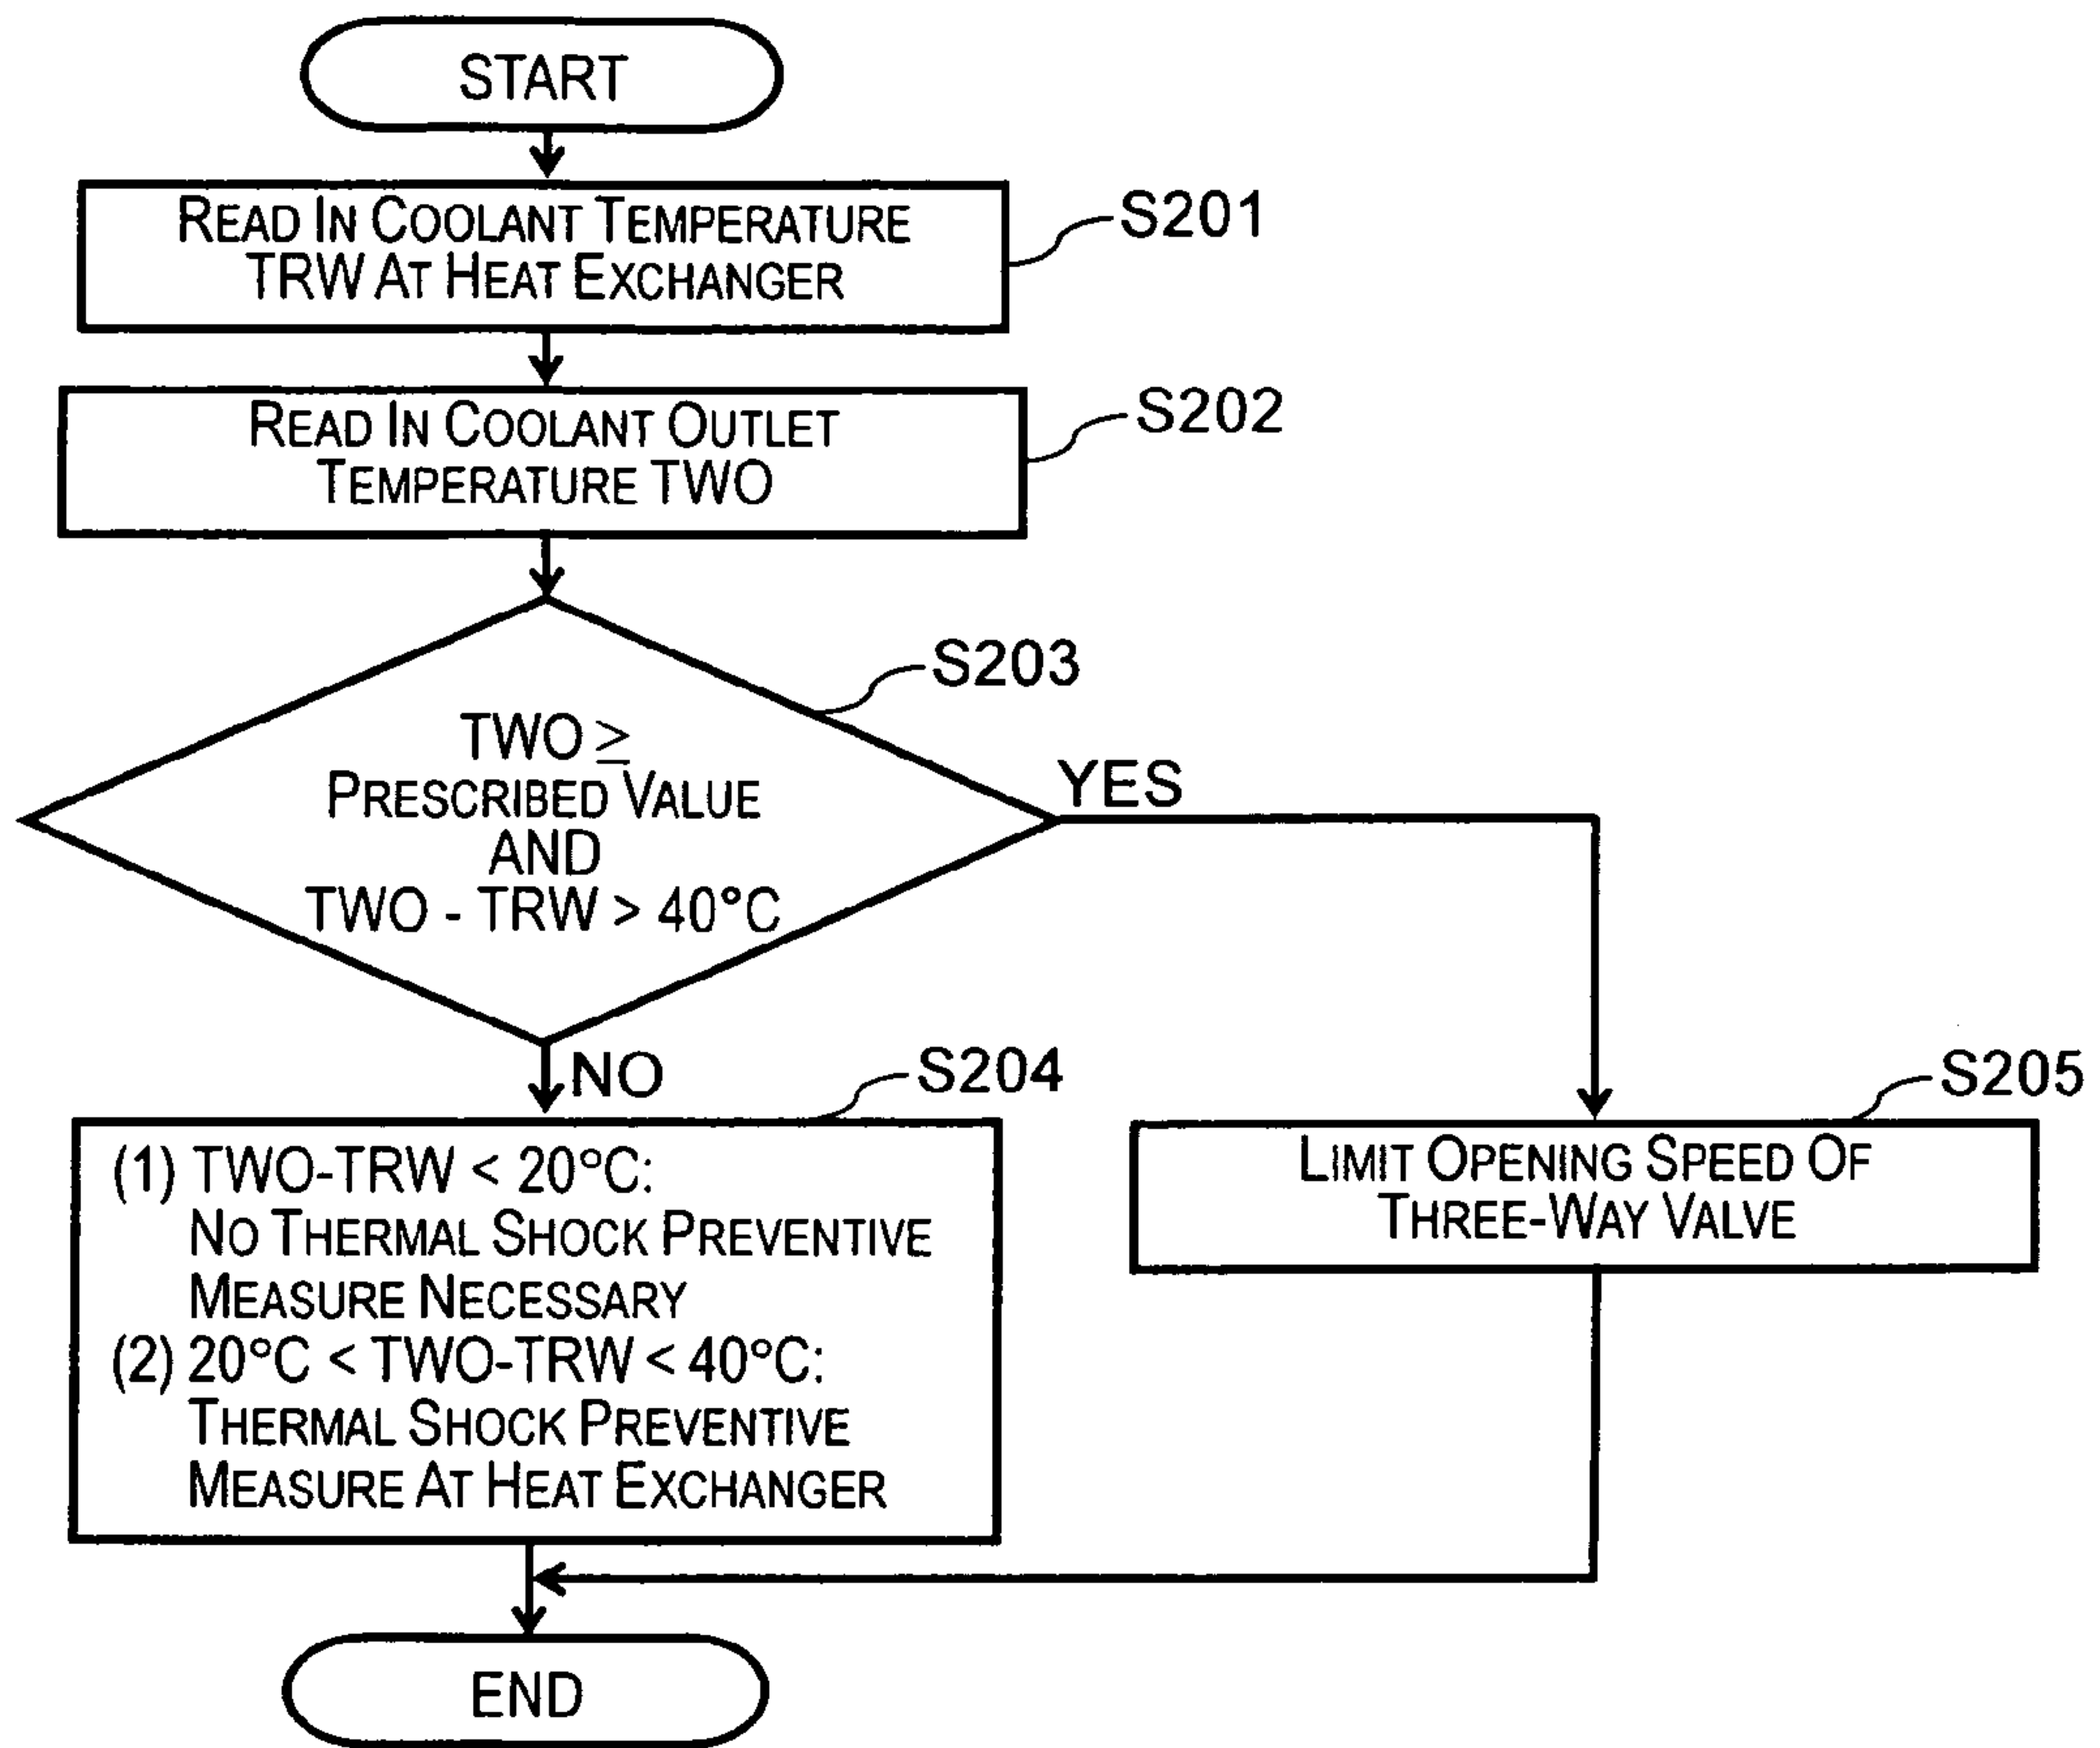 START
READ IN COOLANT TEMPERATURE
TRW AT HEAT EXCHANGER
S201
READ IN COOLANT OUTLET
TEMPERATURE TWO
S202
S203
TWO ≥
PRESCRIBED VALUE
AND
TWO - TRW > 40°C
YES
NO
S204
(1) TWO-TRW < 20°C:
NO THERMAL SHOCK PREVENTIVE
MEASURE NECESSARY
(2) 20°C < TWO-TRW < 40°C:
THERMAL SHOCK PREVENTIVE
MEASURE AT HEAT EXCHANGER
S205
LIMIT OPENING SPEED OF
THREE-WAY VALVE
END